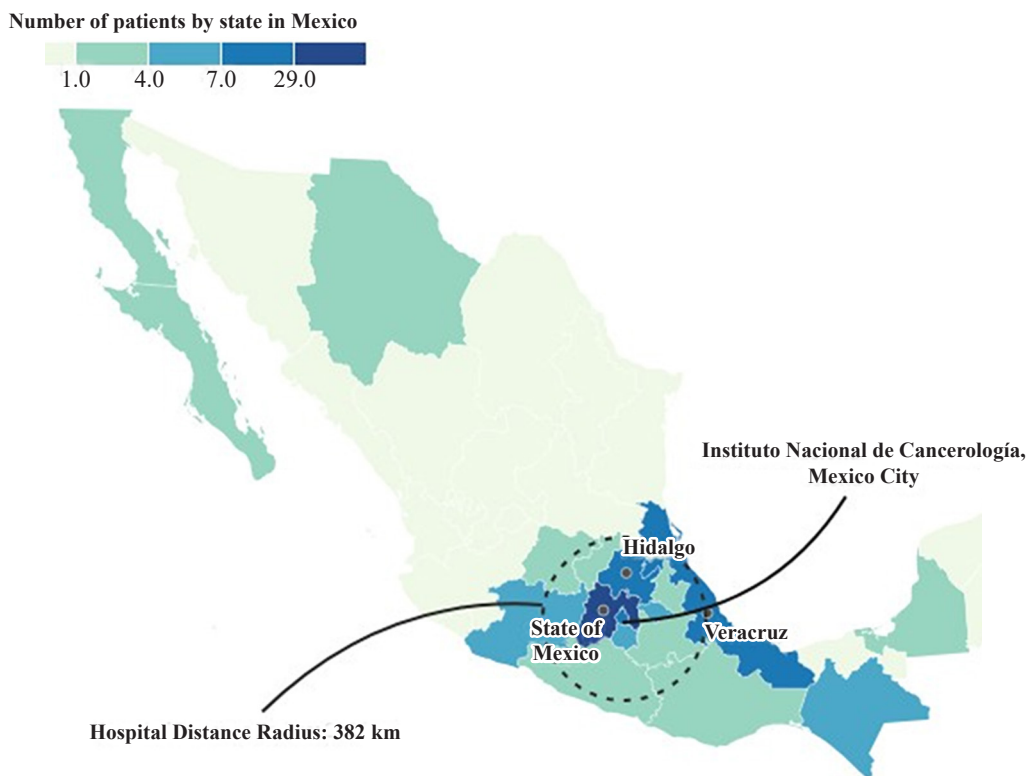 Number of patients by state in Mexico
1.0 4.0 7.0 29.0
Instituto Nacional de Cancerología,
Mexico City
Hidalgo
State of
Mexico
Veracruz
Hospital Distance Radius: 382 km